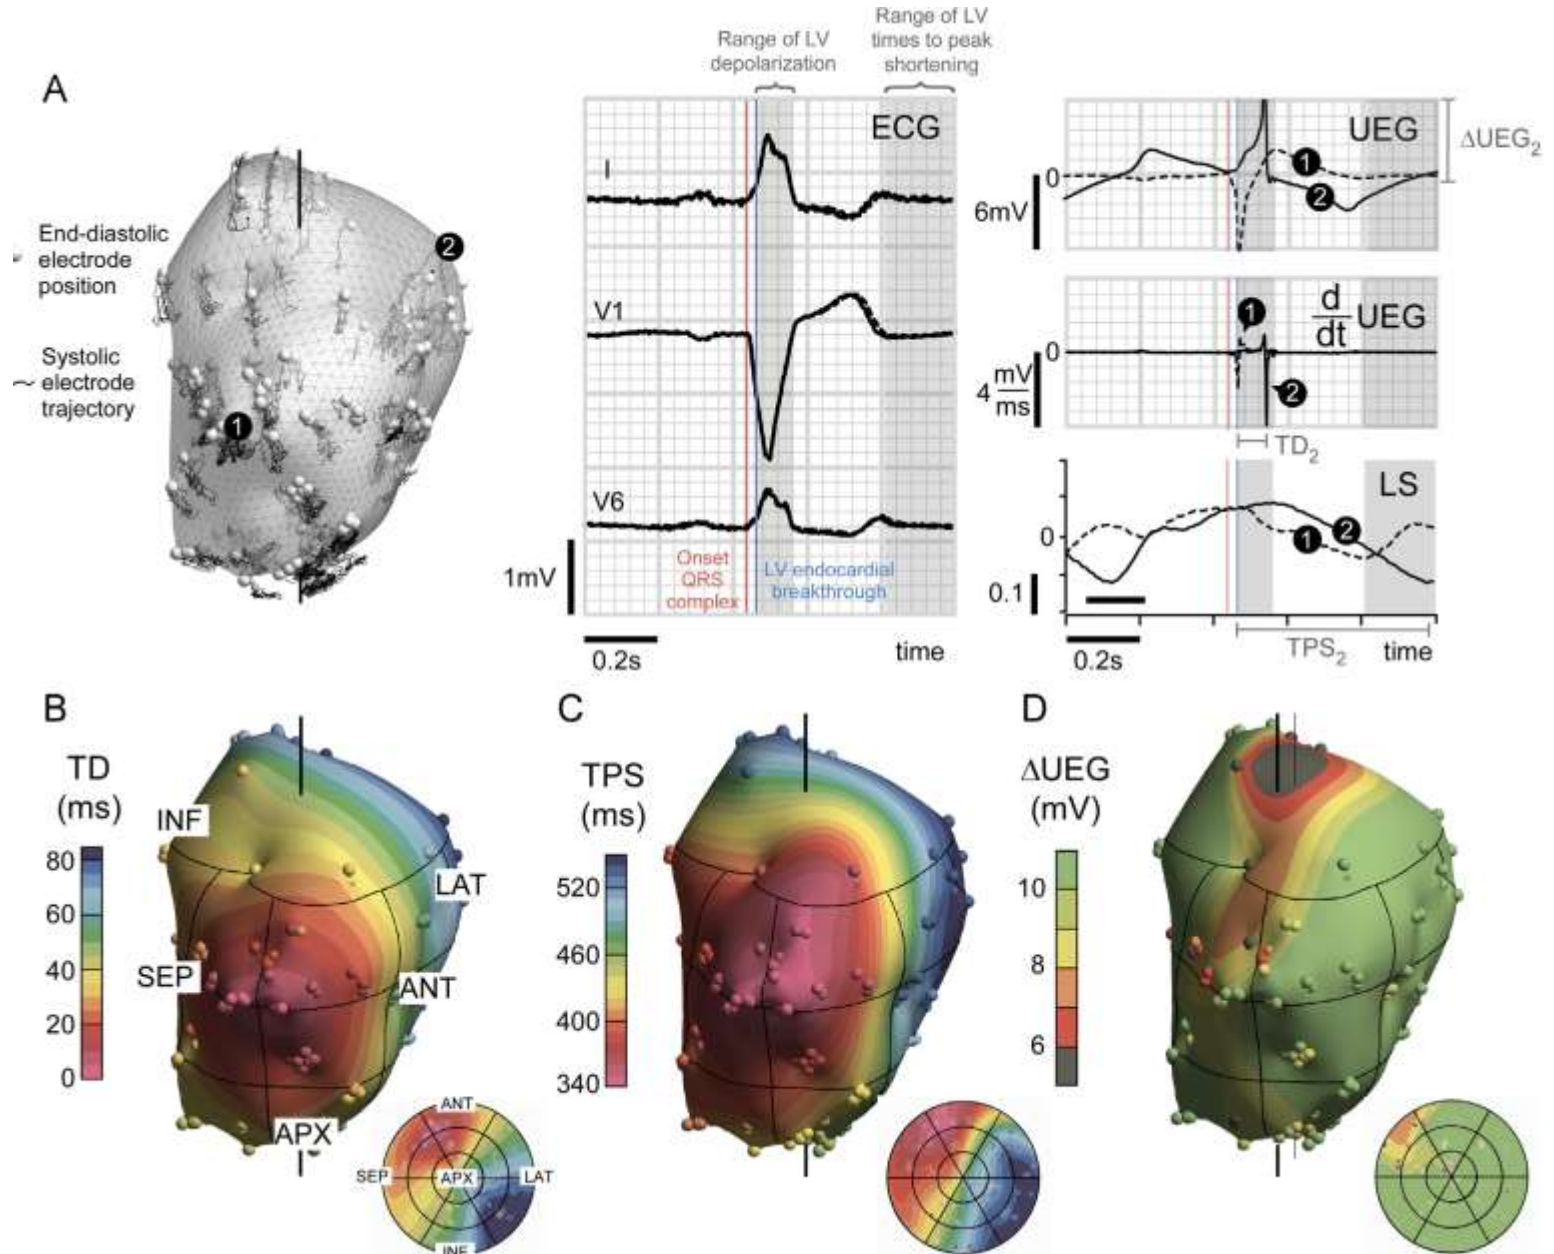 A
End-diastolic
electrode
position
Systolic
electrode
trajectory
1
2
Range of LV
depolarization
Range of LV
times to peak
shortening
ECG
I
V1
V6
1mV
Onset
QRS
complex
LV endocardial
breakthrough
0.2s
time
UEG
ΔUEG2
0
6mV
1
2
d
dt
UEG
0
4 mV
ms
1
2
TD2
LS
0
0.1
1
2
TPS2
0.2s
time
B
TD
(ms)
80
60
40
20
0
INF
LAT
SEP
ANT
APX
ANT
SEP
APX
LAT
INF
C
TPS
(ms)
520
460
400
340
D
ΔUEG
(mV)
10
8
6